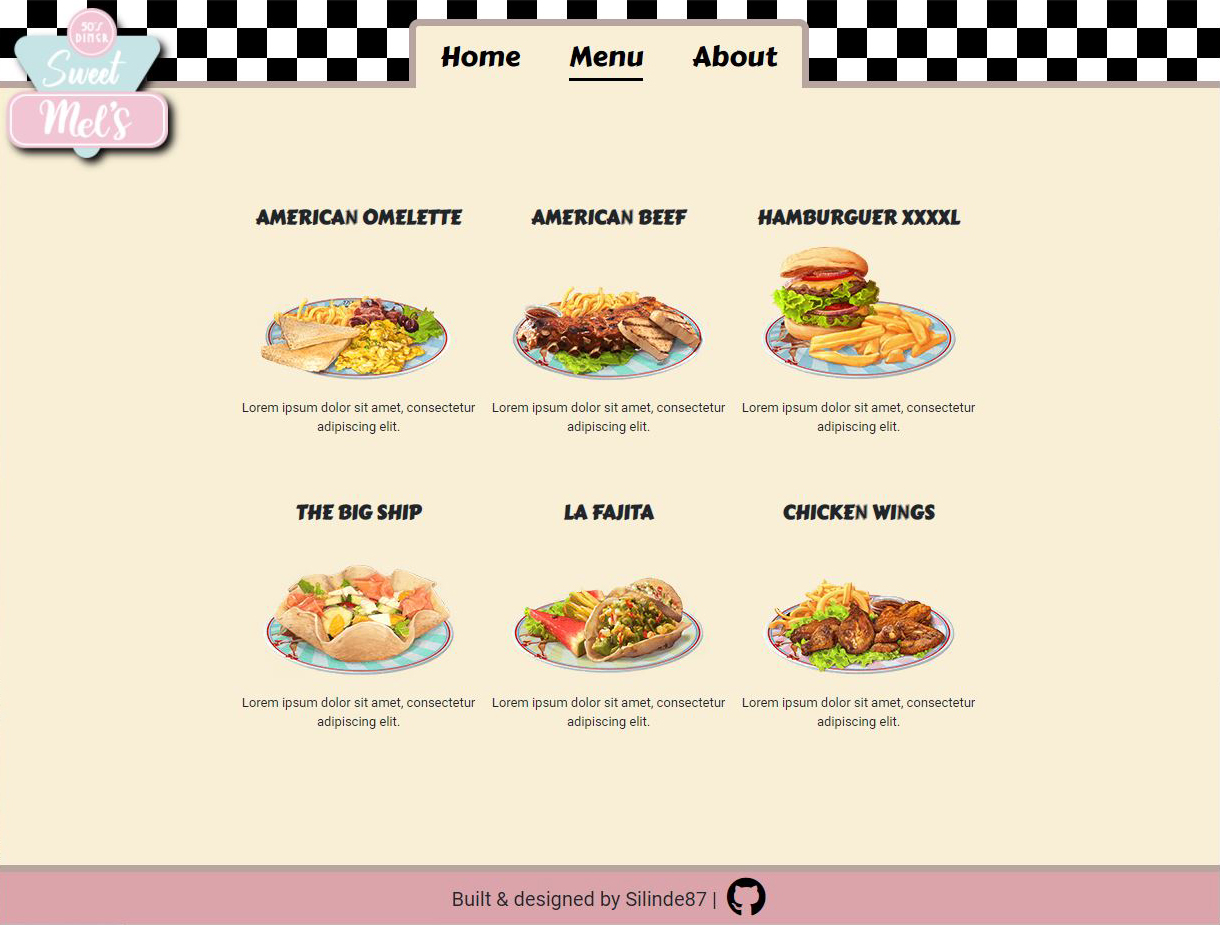 50'S
DINER
Sweet
Mel's
Home Menu About
AMERICAN OMELETTE AMERICAN BEEF HAMBURGUER XXXXL
Lorem ipsum dolor sit amet, consectetur Lorem ipsum dolor sit amet, consectetur Lorem ipsum dolor sit amet, consectetur
adipiscing elit. adipiscing elit. adipiscing elit.
THE BIG SHIP LA FAJITA CHICKEN WINGS
Lorem ipsum dolor sit amet, consectetur Lorem ipsum dolor sit amet, consectetur Lorem ipsum dolor sit amet, consectetur
adipiscing elit. adipiscing elit. adipiscing elit.
Built & designed by Silinde87 |